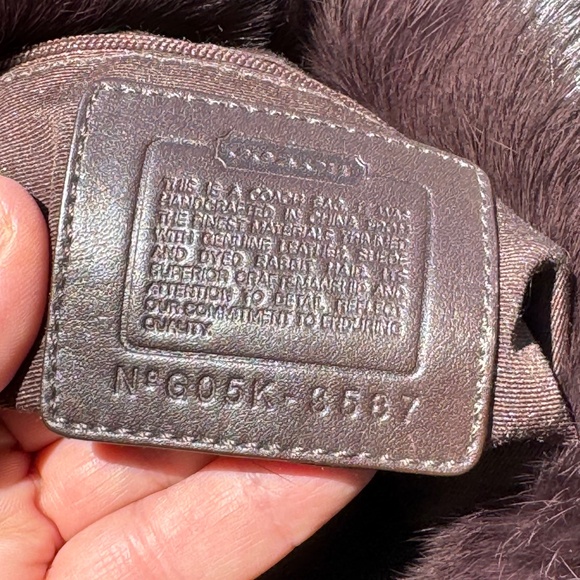 COACH
THIS IS A COACH BAG. IT WAS
HANDCRAFTED IN CHINA FROM
THE FINEST MATERIALS TRIMMED
WITH GENUINE LEATHER, SUEDE
AND DYED RABBIT HAIR. ITS
SUPERIOR CRAFTSMANSHIP AND
ATTENTION TO DETAIL REFLECT
OUR COMMITMENT TO ENDURING
QUALITY.
Nº G05K-8587